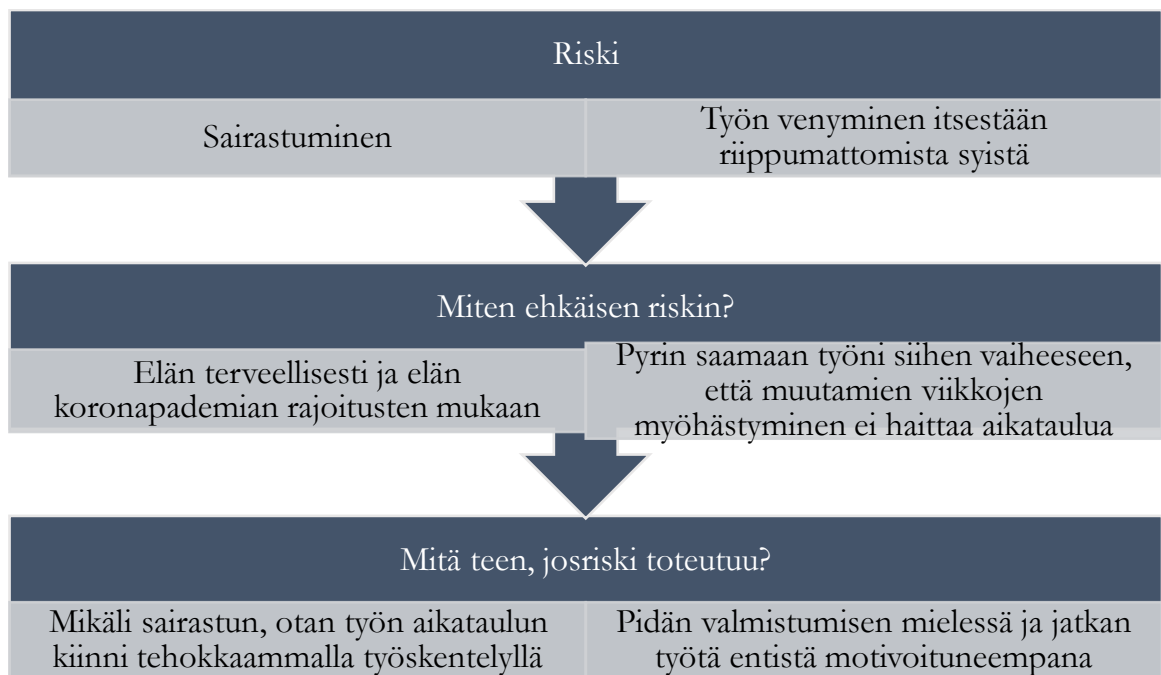 Riski
Sairastuminen
Työn venyminen itsestään
riippumattomista syistä
Miten ehkäisen riskin?
Elän terveellisesti ja elän
koronapademian rajoitusten mukaan
Pyrin saamaan työni siihen vaiheeseen,
että muutamien viikkojen
myöhästyminen ei haittaa aikataulua
Mitä teen, josriski toteutuu?
Mikäli sairastun, otan työn aikataulun
kiinni tehokkaammalla työskentelyllä
Pidän valmistumisen mielessä ja jatkan
työtä entistä motivoituneempana